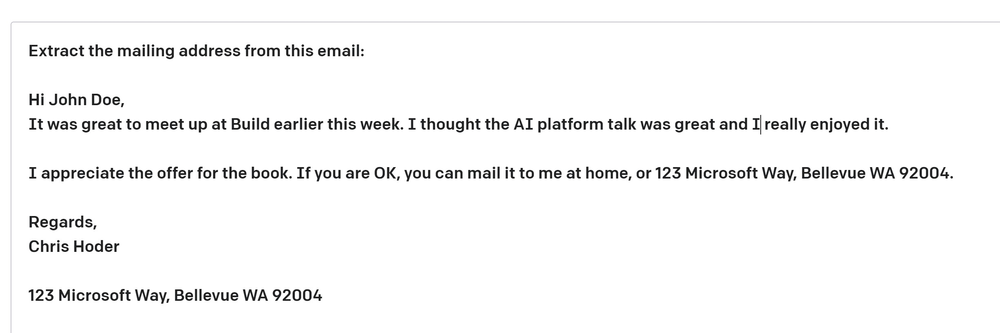 Extract the mailing address from this email:
Hi John Doe,
It was great to meet up at Build earlier this week. I thought the AI platform talk was great and I really enjoyed it.
I appreciate the offer for the book. If you are OK, you can mail it to me at home, or 123 Microsoft Way, Bellevue WA 92004.
Regards,
Chris Hoder
123 Microsoft Way, Bellevue WA 92004